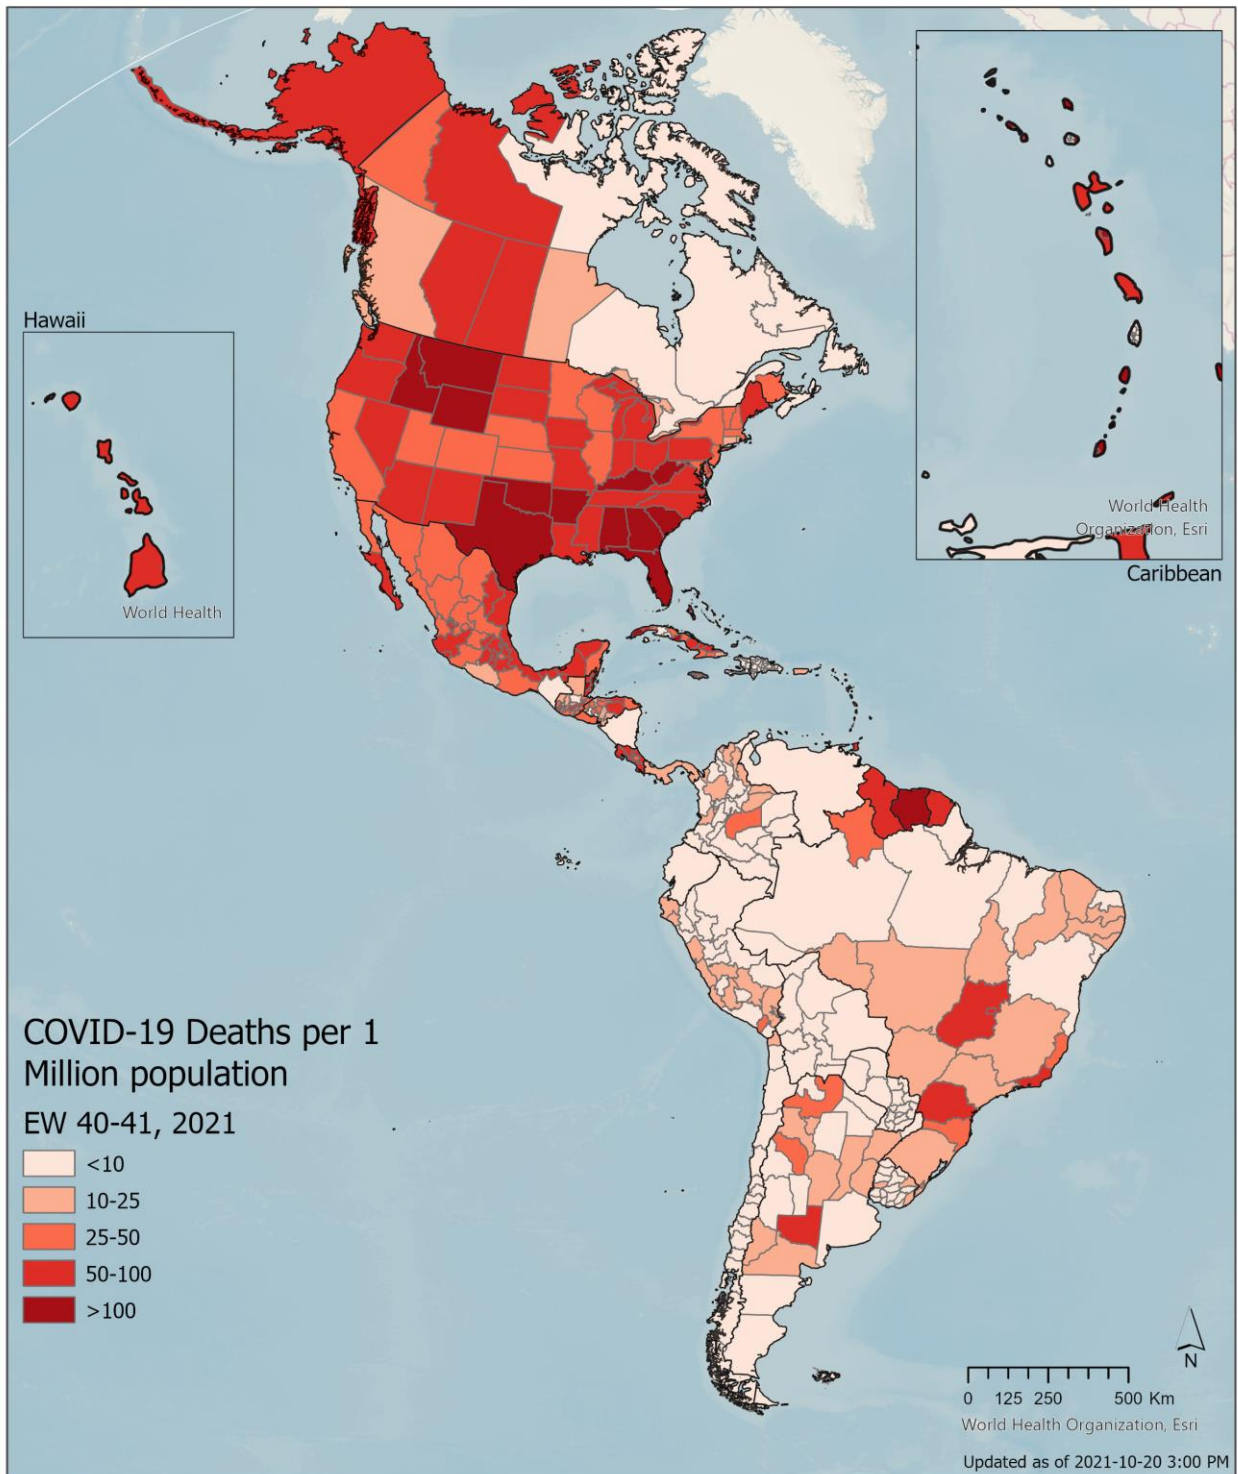 Hawaii
World Health
World Health
Organization, Esri
Caribbean
COVID-19 Deaths per 1
Million population
EW 40-41, 2021
<10
10-25
25-50
50-100
>100
N
0 125 250 500 Km
World Health Organization, Esri
Updated as of 2021-10-20 3:00 PM